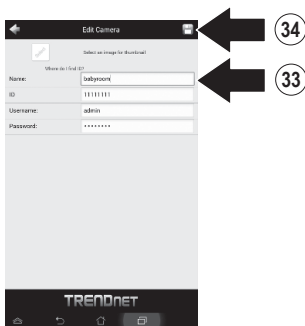 Edit Camera
34
Select an image for thumbnail
Where do I find ID?
Name: babyroom
33
ID 11111111
Username: admin
Password: ••••••••
TRENDNET